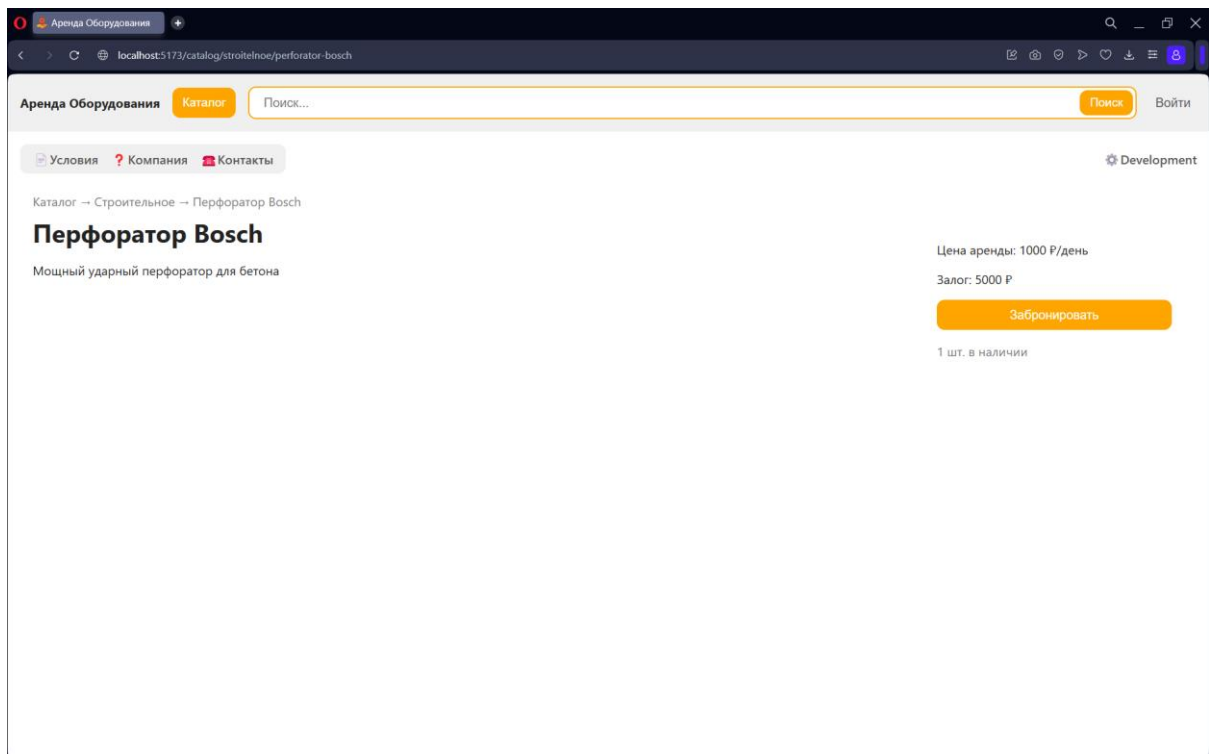 Аренда Оборудования
localhost:5173/catalog/stroitelnoe/perforator-bosch
Аренда Оборудования Каталог Поиск... Поиск Войти
Условия Компания Контакты Development
Каталог → Строительное → Перфоратор Bosch
Перфоратор Bosch
Мощный ударный перфоратор для бетона
Цена аренды: 1000 ₽/день
Залог: 5000 ₽
Забронировать
1 шт. в наличии